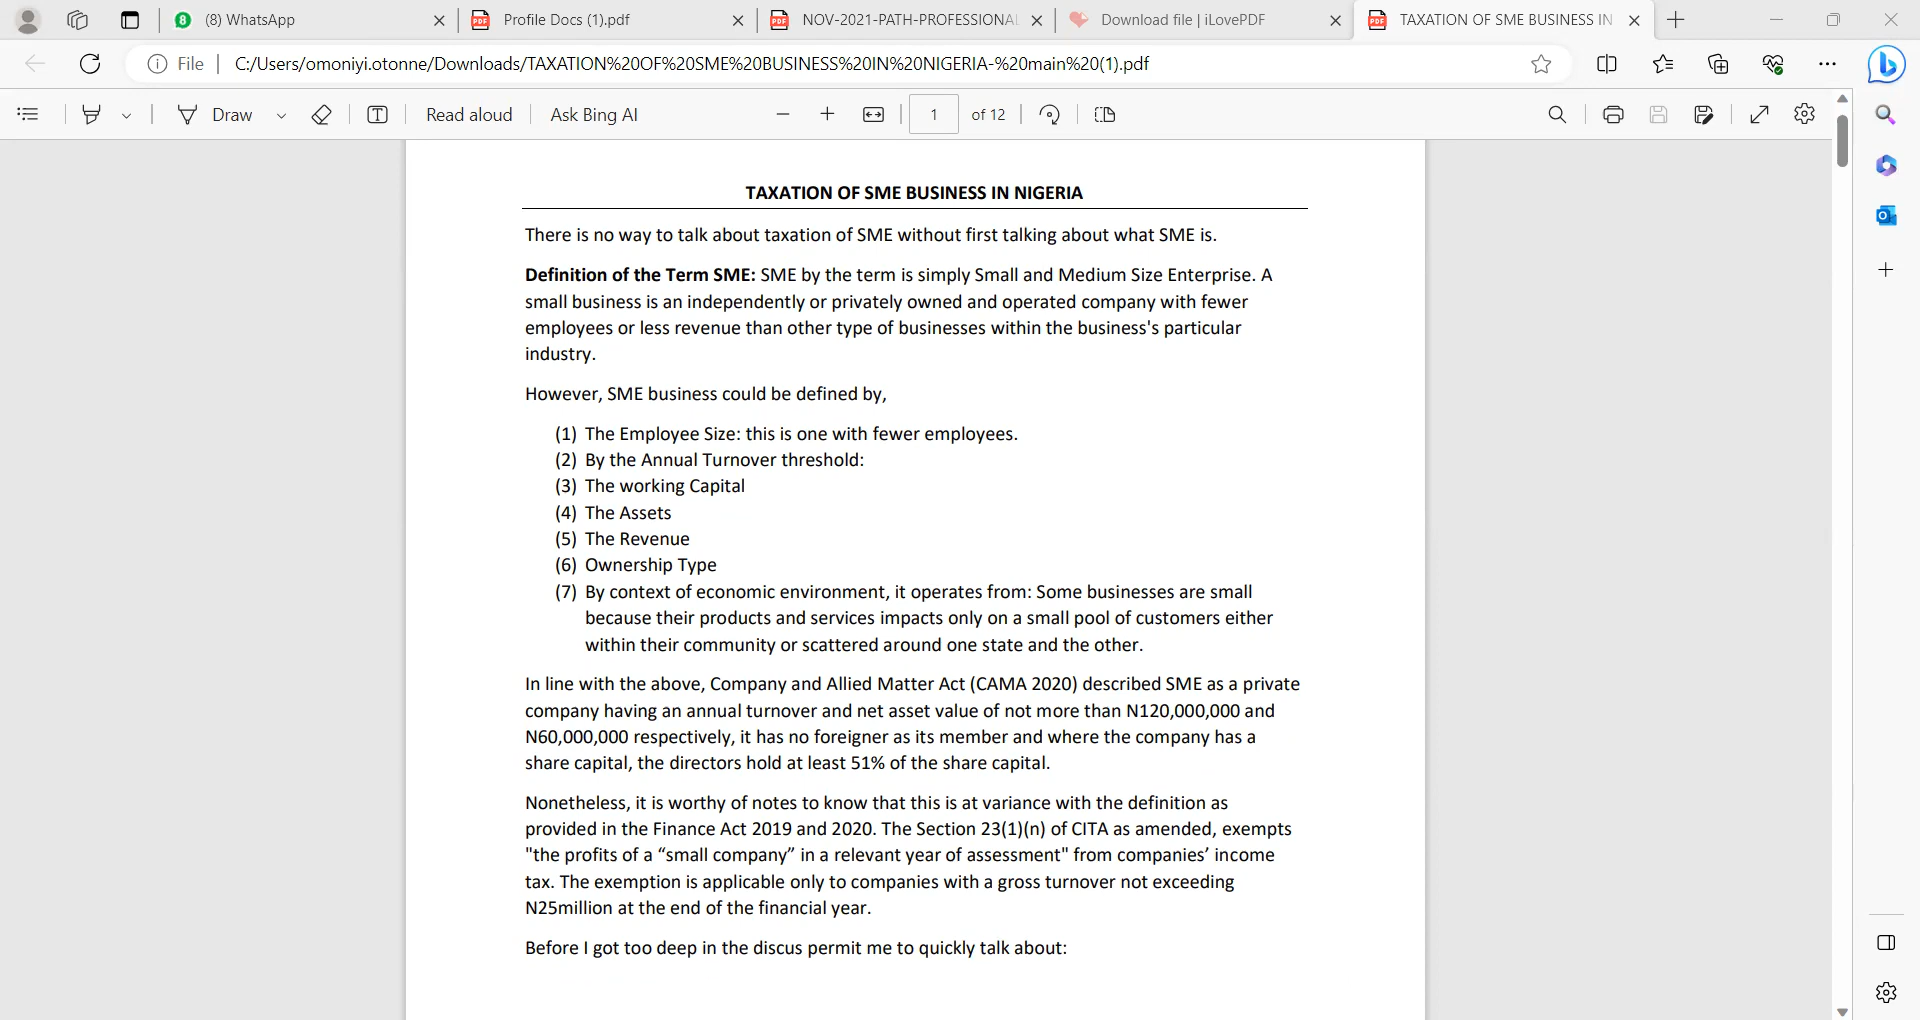 (8) WhatsApp
Profile Docs (1).pdf
NOV-2021-PATH-PROFESSIONAL
Download file | iLovePDF
TAXATION OF SME BUSINESS IN
File
C:/Users/omoniyi.otonne/Downloads/TAXATION%20OF%20SME%20BUSINESS%20IN%20NIGERIA-%20main%20(1).pdf
Draw
Read aloud
Ask Bing AI
1 of 12
TAXATION OF SME BUSINESS IN NIGERIA
There is no way to talk about taxation of SME without first talking about what SME is.
Definition of the Term SME: SME by the term is simply Small and Medium Size Enterprise. A
small business is an independently or privately owned and operated company with fewer
employees or less revenue than other type of businesses within the business's particular
industry.
However, SME business could be defined by,
(1) The Employee Size: this is one with fewer employees.
(2) By the Annual Turnover threshold:
(3) The working Capital
(4) The Assets
(5) The Revenue
(6) Ownership Type
(7) By context of economic environment, it operates from: Some businesses are small
because their products and services impacts only on a small pool of customers either
within their community or scattered around one state and the other.
In line with the above, Company and Allied Matter Act (CAMA 2020) described SME as a private
company having an annual turnover and net asset value of not more than N120,000,000 and
N60,000,000 respectively, it has no foreigner as its member and where the company has a
share capital, the directors hold at least 51% of the share capital.
Nonetheless, it is worthy of notes to know that this is at variance with the definition as
provided in the Finance Act 2019 and 2020. The Section 23(1)(n) of CITA as amended, exempts
"the profits of a “small company” in a relevant year of assessment" from companies’ income
tax. The exemption is applicable only to companies with a gross turnover not exceeding
N25million at the end of the financial year.
Before I got too deep in the discus permit me to quickly talk about: